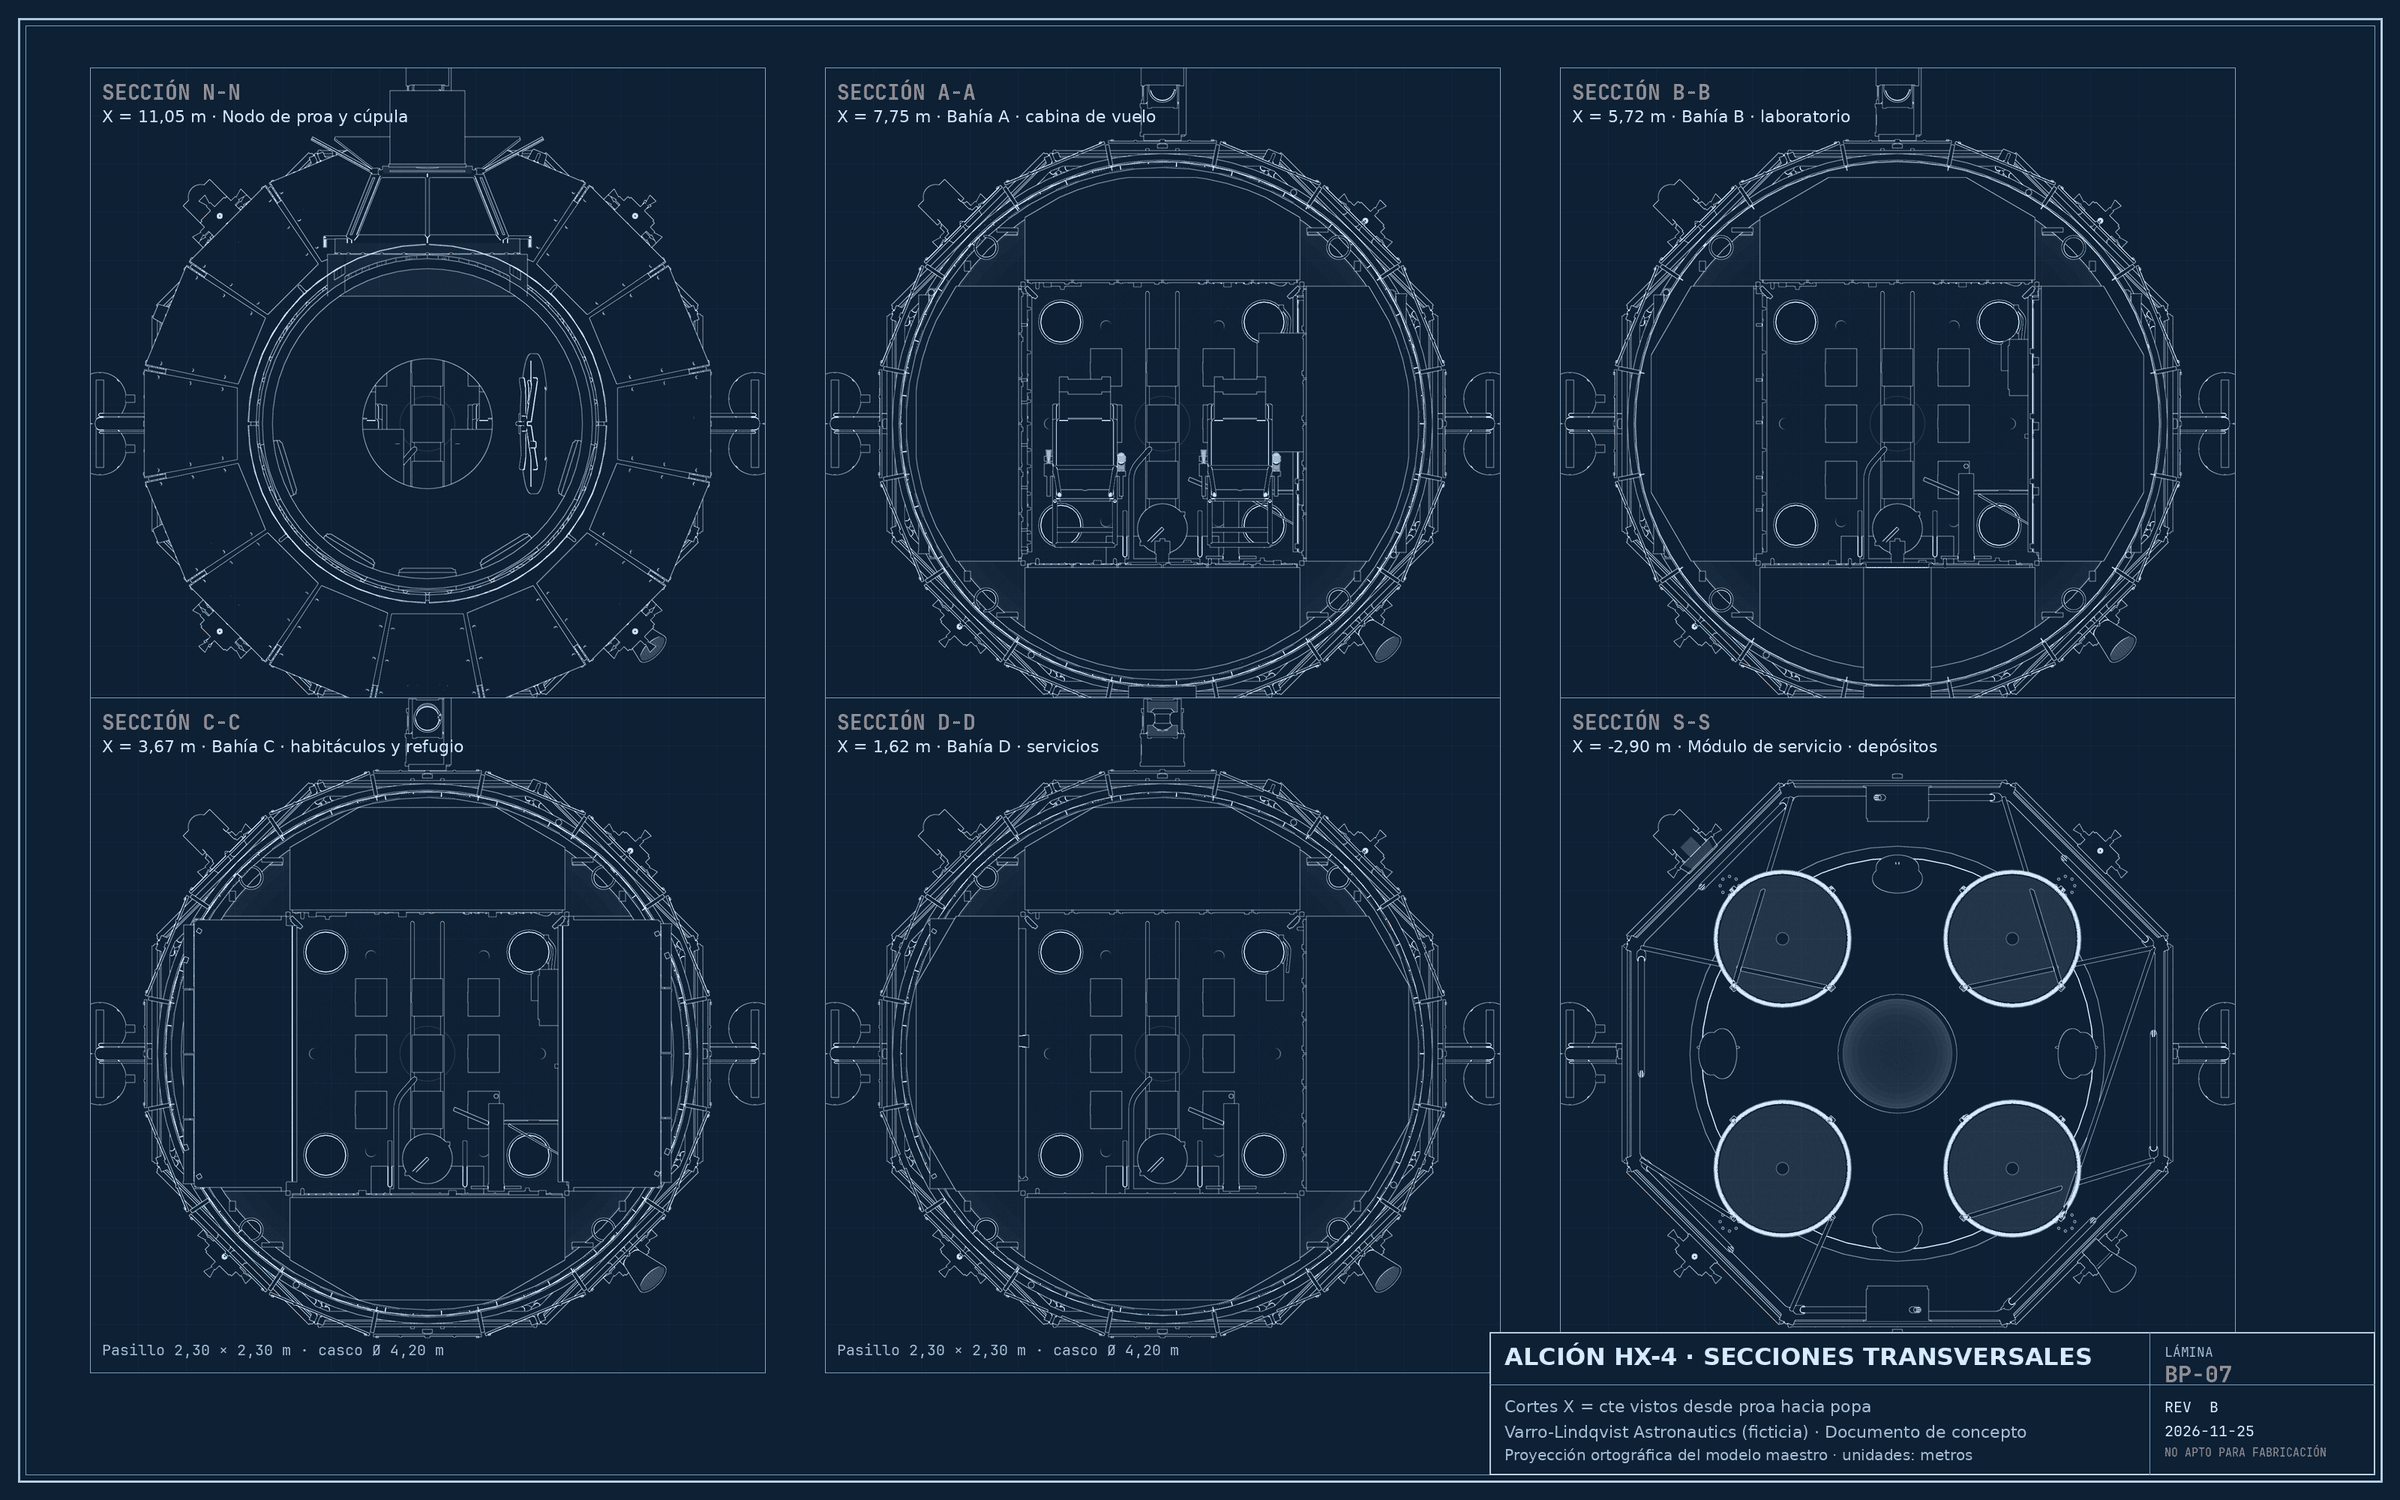 SECCIÓN N-N
X = 11,05 m · Nodo de proa y cúpula
SECCIÓN A-A
X = 7,75 m · Bahía A · cabina de vuelo
SECCIÓN B-B
X = 5,72 m · Bahía B · laboratorio
SECCIÓN C-C
X = 3,67 m · Bahía C · habitáculos y refugio
Pasillo 2,30 × 2,30 m · casco Ø 4,20 m
SECCIÓN D-D
X = 1,62 m · Bahía D · servicios
Pasillo 2,30 × 2,30 m · casco Ø 4,20 m
SECCIÓN S-S
X = -2,90 m · Módulo de servicio · depósitos
ALCIÓN HX-4 · SECCIONES TRANSVERSALES
LÁMINA
BP-07
Cortes X = cte vistos desde proa hacia popa
Varro-Lindqvist Astronautics (ficticia) · Documento de concepto
Proyección ortográfica del modelo maestro · unidades: metros
REV B
2026-11-25
NO APTO PARA FABRICACIÓN